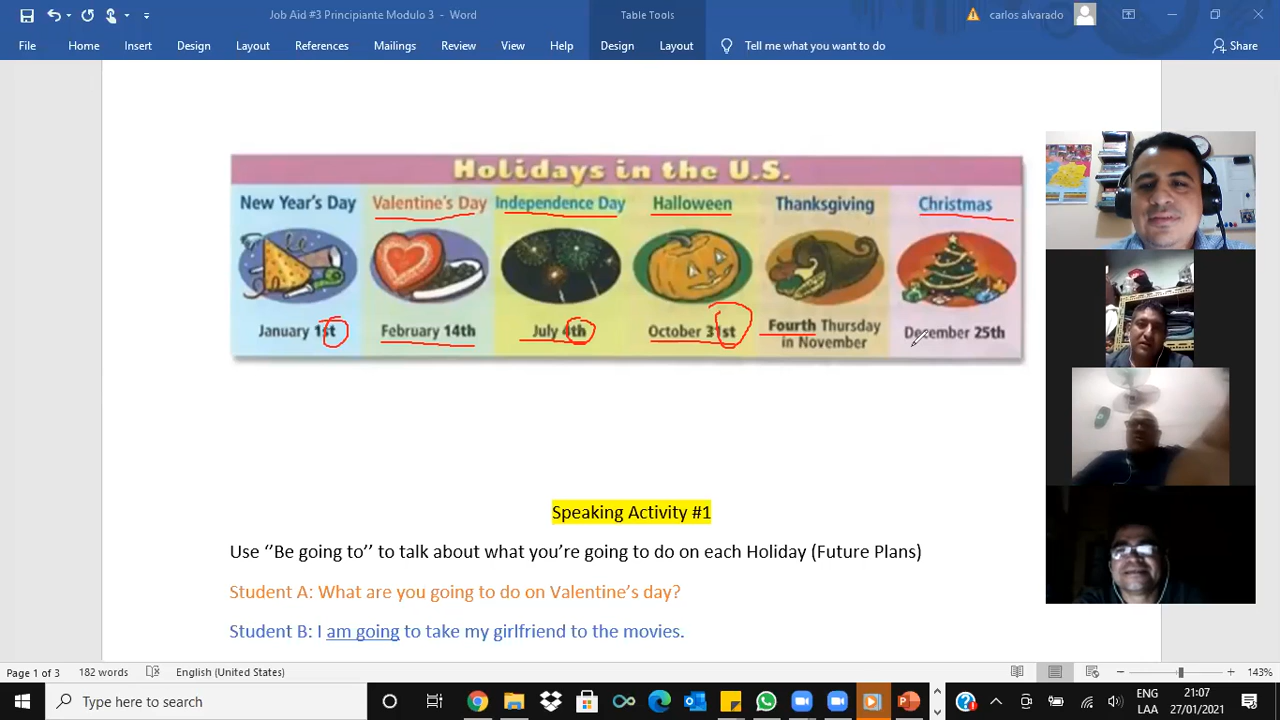 Job Aid #3 Principiante Modulo 3 - Word
Table Tools
carlos alvarado
File Home Insert Design Layout References Mailings Review View Help Design Layout Tell me what you want to do Share
Holidays in the U.S.
New Year's Day Valentine's Day Independence Day Halloween Thanksgiving Christmas
January 1st February 14th July 4th October 31st Fourth Thursday in November December 25th
Speaking Activity #1
Use ‘’Be going to’’ to talk about what you’re going to do on each Holiday (Future Plans)
Student A: What are you going to do on Valentine’s day?
Student B: I am going to take my girlfriend to the movies.
Page 1 of 3 182 words English (United States) 143%
Type here to search
ENG 21:07
LAA 27/01/2021